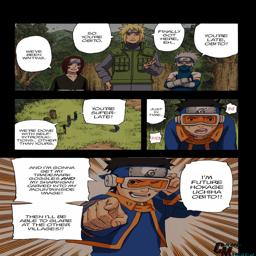 YOU'RE
LATE,
OBITO!
FINALLY
GOT
HERE,
EH...
SO
YOU'RE
OBITO.
WE'VE
BEEN
WAITING.
JUST
IN
TIME...
YOU'RE
SUPER-
LATE!
WE'RE DONE
WITH SELF-
INTRODUC-
TIONS... OTHER
THAN YOURS.
I'M
FUTURE
HOKAGE
UCHIHA
OBITO!!
AND I'M GONNA
GET MY
TRADEMARK
GOGGLES AND
MY SHARINGAN
CARVED INTO MY
MOUNTAINSIDE
IMAGE!
THEN I'LL BE
ABLE TO GLARE
AT THE OTHER
VILLAGES!!